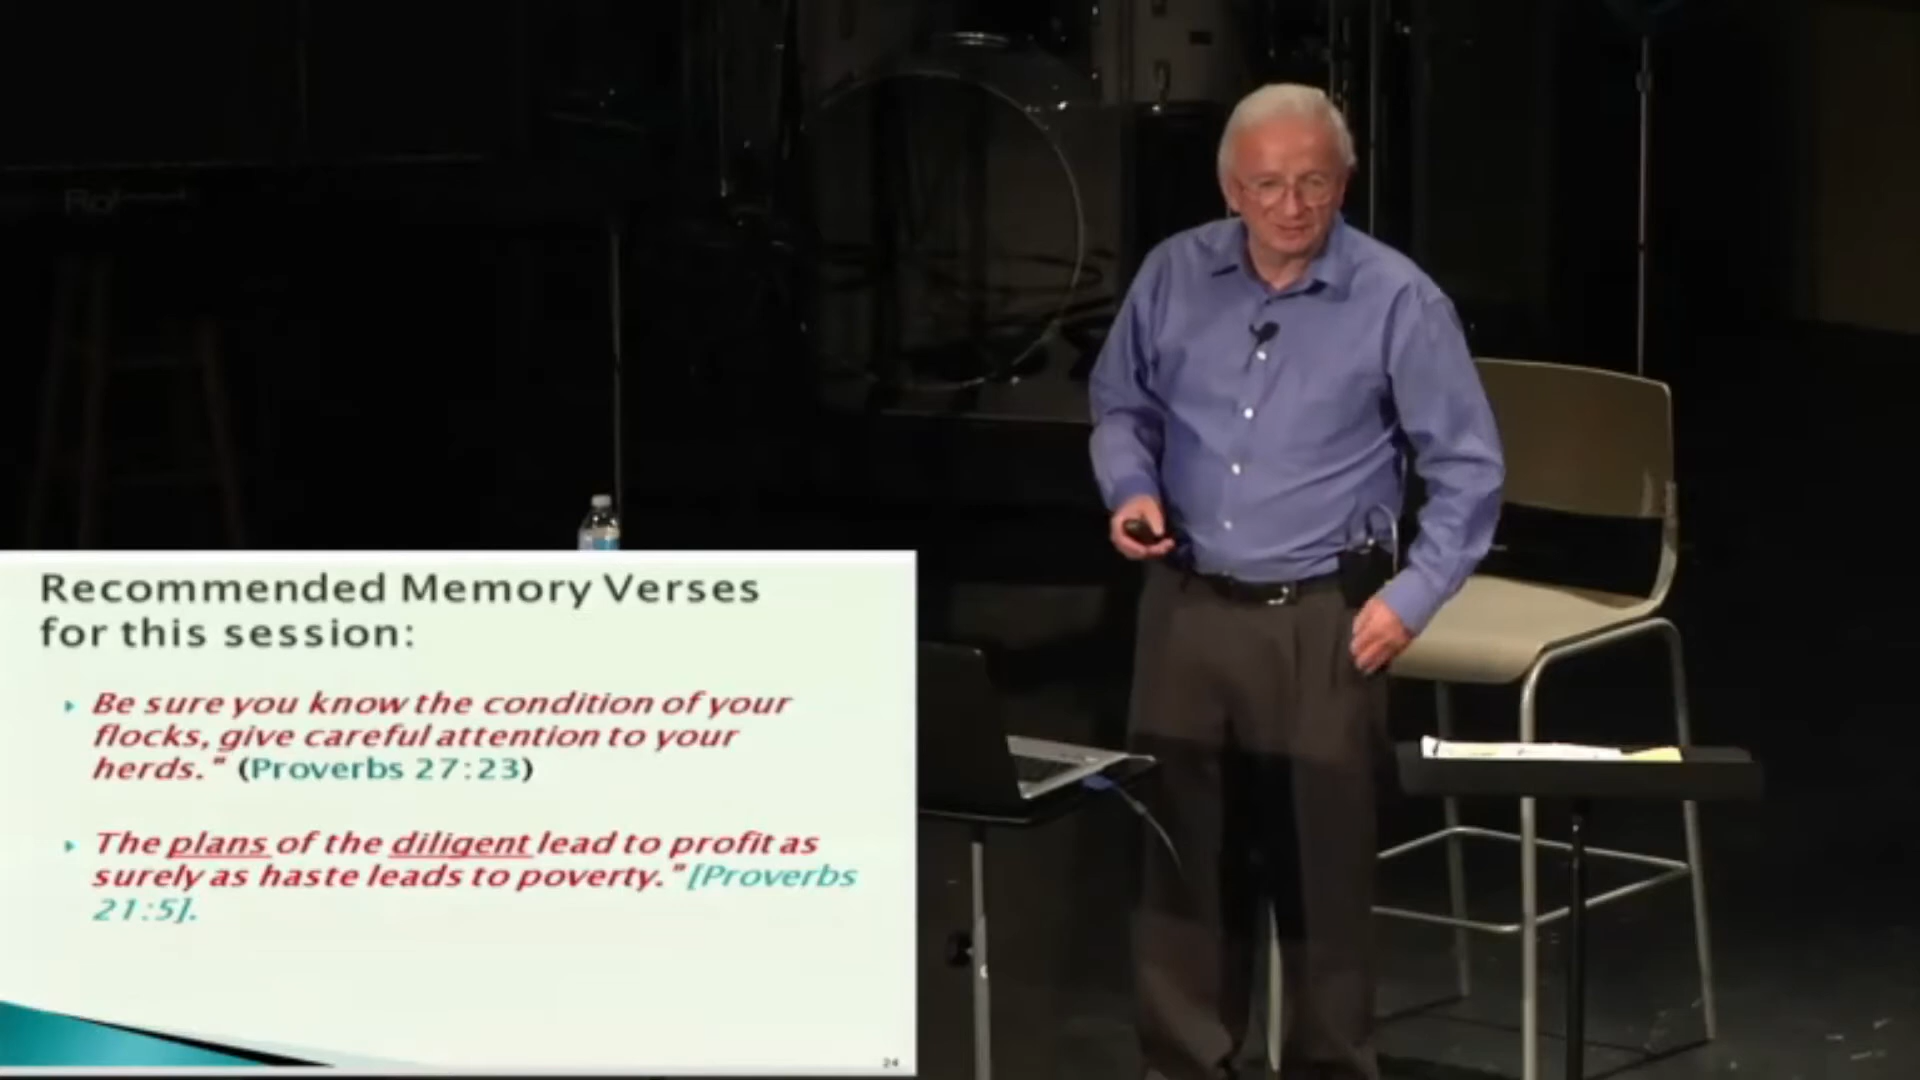 Recommended Memory Verses
for this session:
Be sure you know the condition of your
flocks, give careful attention to your
herds." (Proverbs 27:23)
The plans of the diligent lead to profit as
surely as haste leads to poverty." [Proverbs
21:5].
24